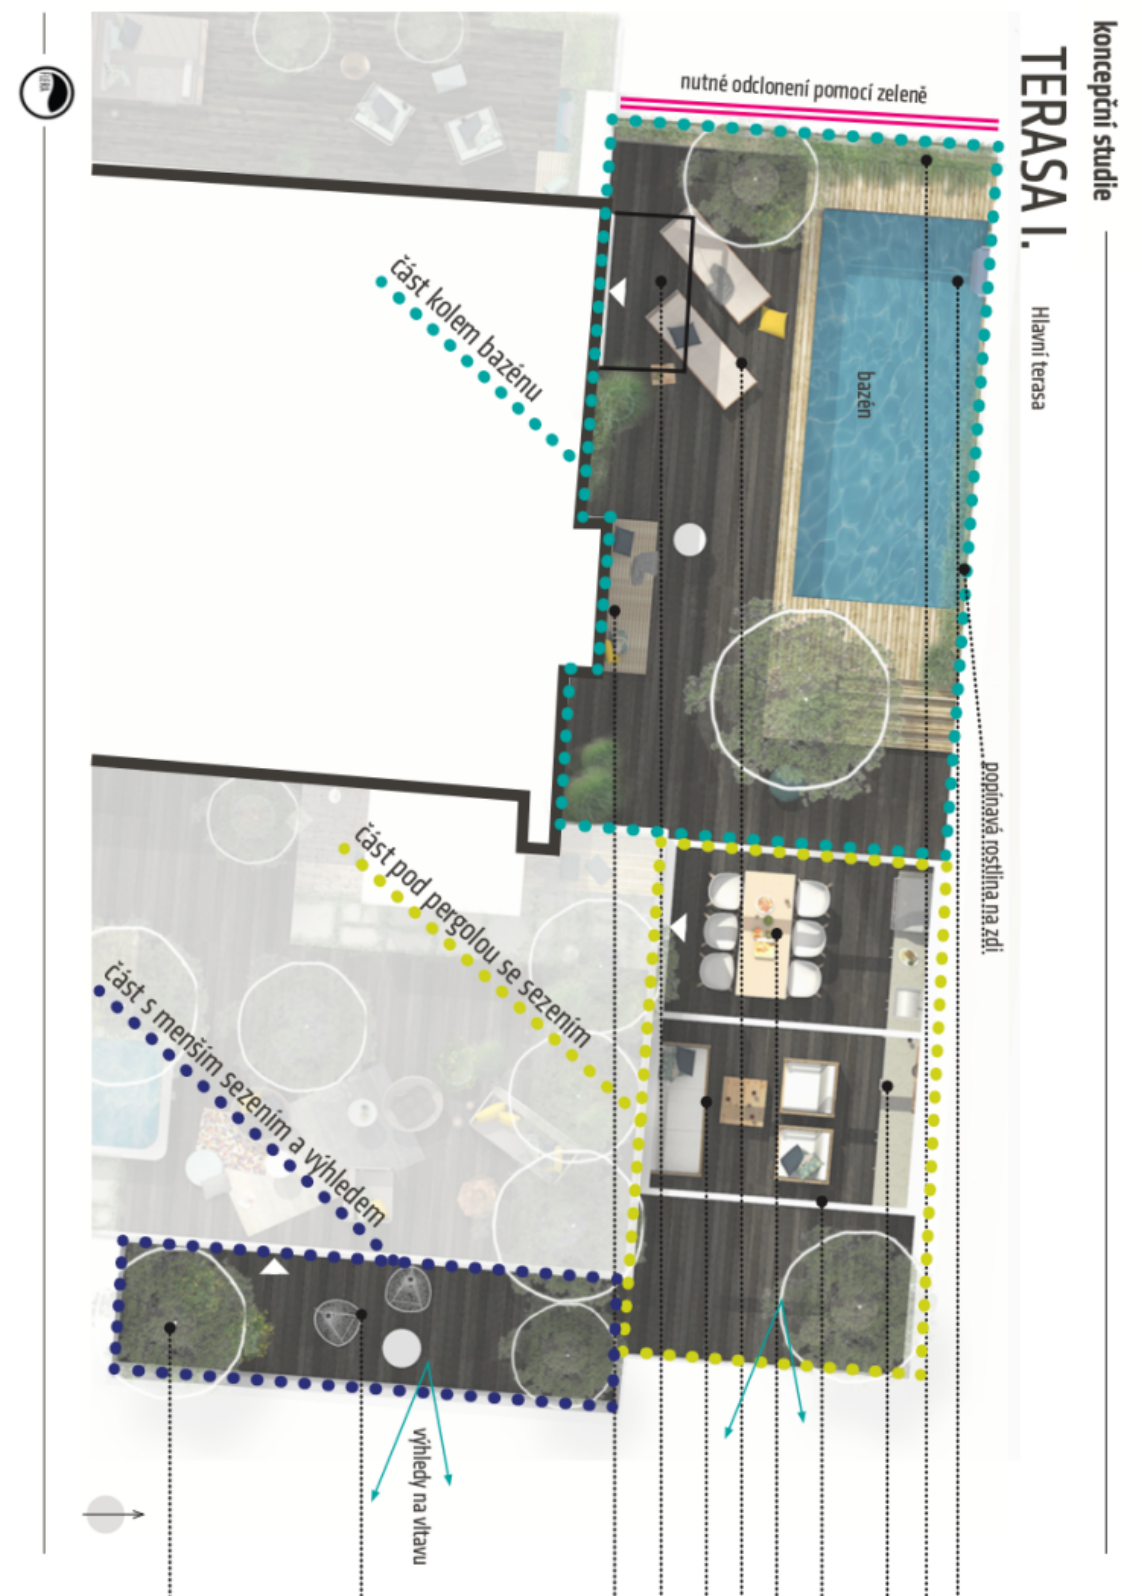 koncepční studie
TERASA I.
Hlavní terasa
nutné odclonení pomocí zeleně
bazén
popínavá rostlina na zdi
část kolem bazénu
část pod pergolou se sezením
část s menším sezením a výhledem
výhledy na vltavu